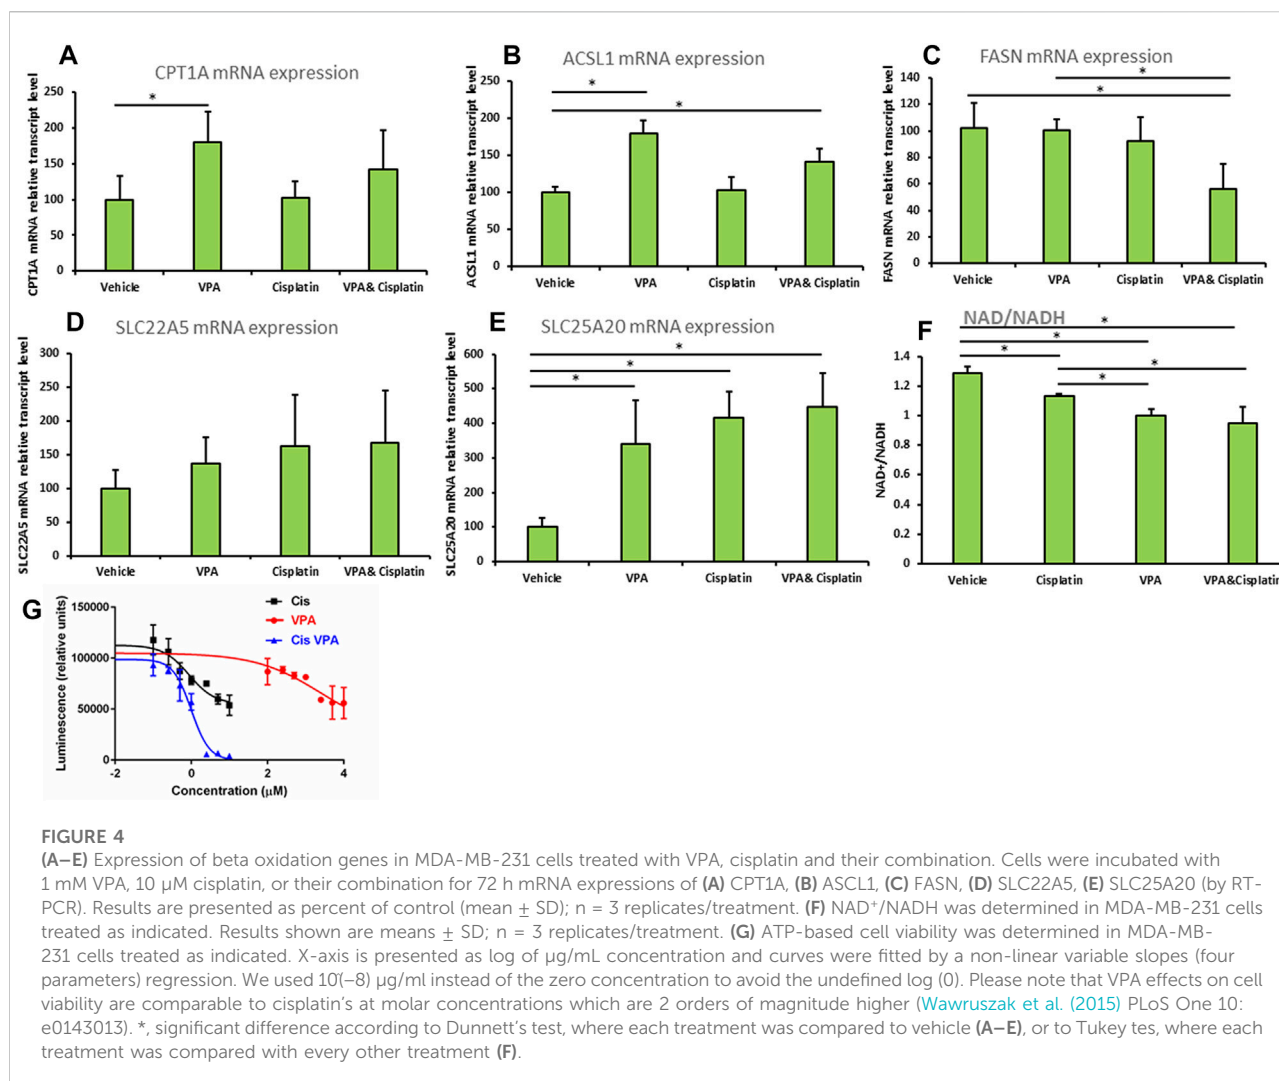 A
CPT1A mRNA expression
CPT1A mRNA relative transcript level
250
200
150
100
50
0
*
Vehicle VPA Cisplatin VPA& Cisplatin
B
ACSL1 mRNA expression
ACSL1 mRNA relative transcript level
250
200
150
100
50
0
*
*
Vehicle VPA Cisplatin VPA& Cisplatin
C
FASN mRNA expression
FASN mRNA relative transcript level
140
120
100
80
60
40
20
0
*
*
Vehicle VPA Cisplatin VPA& Cisplatin
D
SLC22A5 mRNA expression
SLC22A5 mRNA relative transcript level
300
250
200
150
100
50
0
Vehicle VPA Cisplatin VPA& Cisplatin
E
SLC25A20 mRNA expression
SLC25A20 mRNA relative transcript level
600
500
400
300
200
100
0
*
*
*
Vehicle VPA Cisplatin VPA& Cisplatin
F
NAD/NADH
NAD+/NADH
1.4
1.2
1
0.8
0.6
0.4
0.2
0
*
*
*
*
*
Vehicle Cisplatin VPA VPA&Cisplatin
G
Luminescence (relative units)
150000
100000
50000
0
Cis
VPA
Cis VPA
-2 0 2 4
Concentration (µM)
FIGURE 4
(A–E) Expression of beta oxidation genes in MDA-MB-231 cells treated with VPA, cisplatin and their combination. Cells were incubated with
1 mM VPA, 10 µM cisplatin, or their combination for 72 h mRNA expressions of (A) CPT1A, (B) ASCL1, (C) FASN, (D) SLC22A5, (E) SLC25A20 (by RT-
PCR). Results are presented as percent of control (mean ± SD); n = 3 replicates/treatment. (F) NAD⁺/NADH was determined in MDA-MB-231 cells
treated as indicated. Results shown are means ± SD; n = 3 replicates/treatment. (G) ATP-based cell viability was determined in MDA-MB-
231 cells treated as indicated. X-axis is presented as log of µg/mL concentration and curves were fitted by a non-linear variable slopes (four
parameters) regression. We used 10̃(−8) µg/ml instead of the zero concentration to avoid the undefined log (0). Please note that VPA effects on cell
viability are comparable to cisplatin's at molar concentrations which are 2 orders of magnitude higher (Wawruszak et al. (2015) PLoS One 10:
e0143013). *, significant difference according to Dunnett's test, where each treatment was compared to vehicle (A–E), or to Tukey tes, where each
treatment was compared with every other treatment (F).